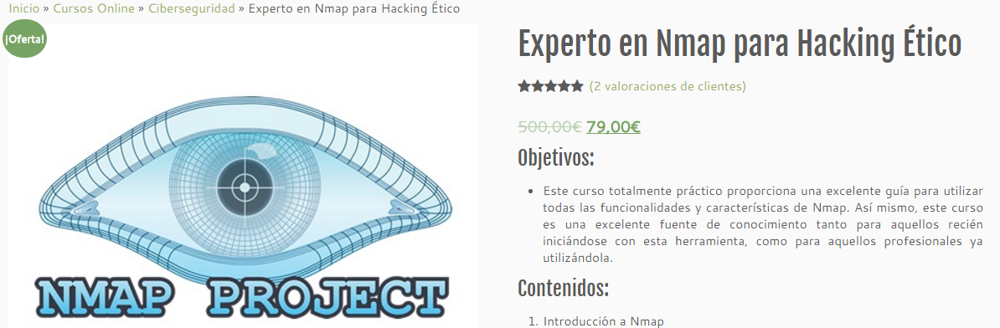 Inicio » Cursos Online » Ciberseguridad » Experto en Nmap para Hacking Ético
¡Oferta!
NMAP PROJECT
Experto en Nmap para Hacking Ético
(2 valoraciones de clientes)
500,00€ 79,00€
Objetivos:
• Este curso totalmente práctico proporciona una excelente guía para utilizar
todas las funcionalidades y características de Nmap. Así mismo, este curso
es una excelente fuente de conocimiento tanto para aquellos recién
iniciándose con esta herramienta, como para aquellos profesionales ya
utilizándola.
Contenidos:
1. Introducción a Nmap